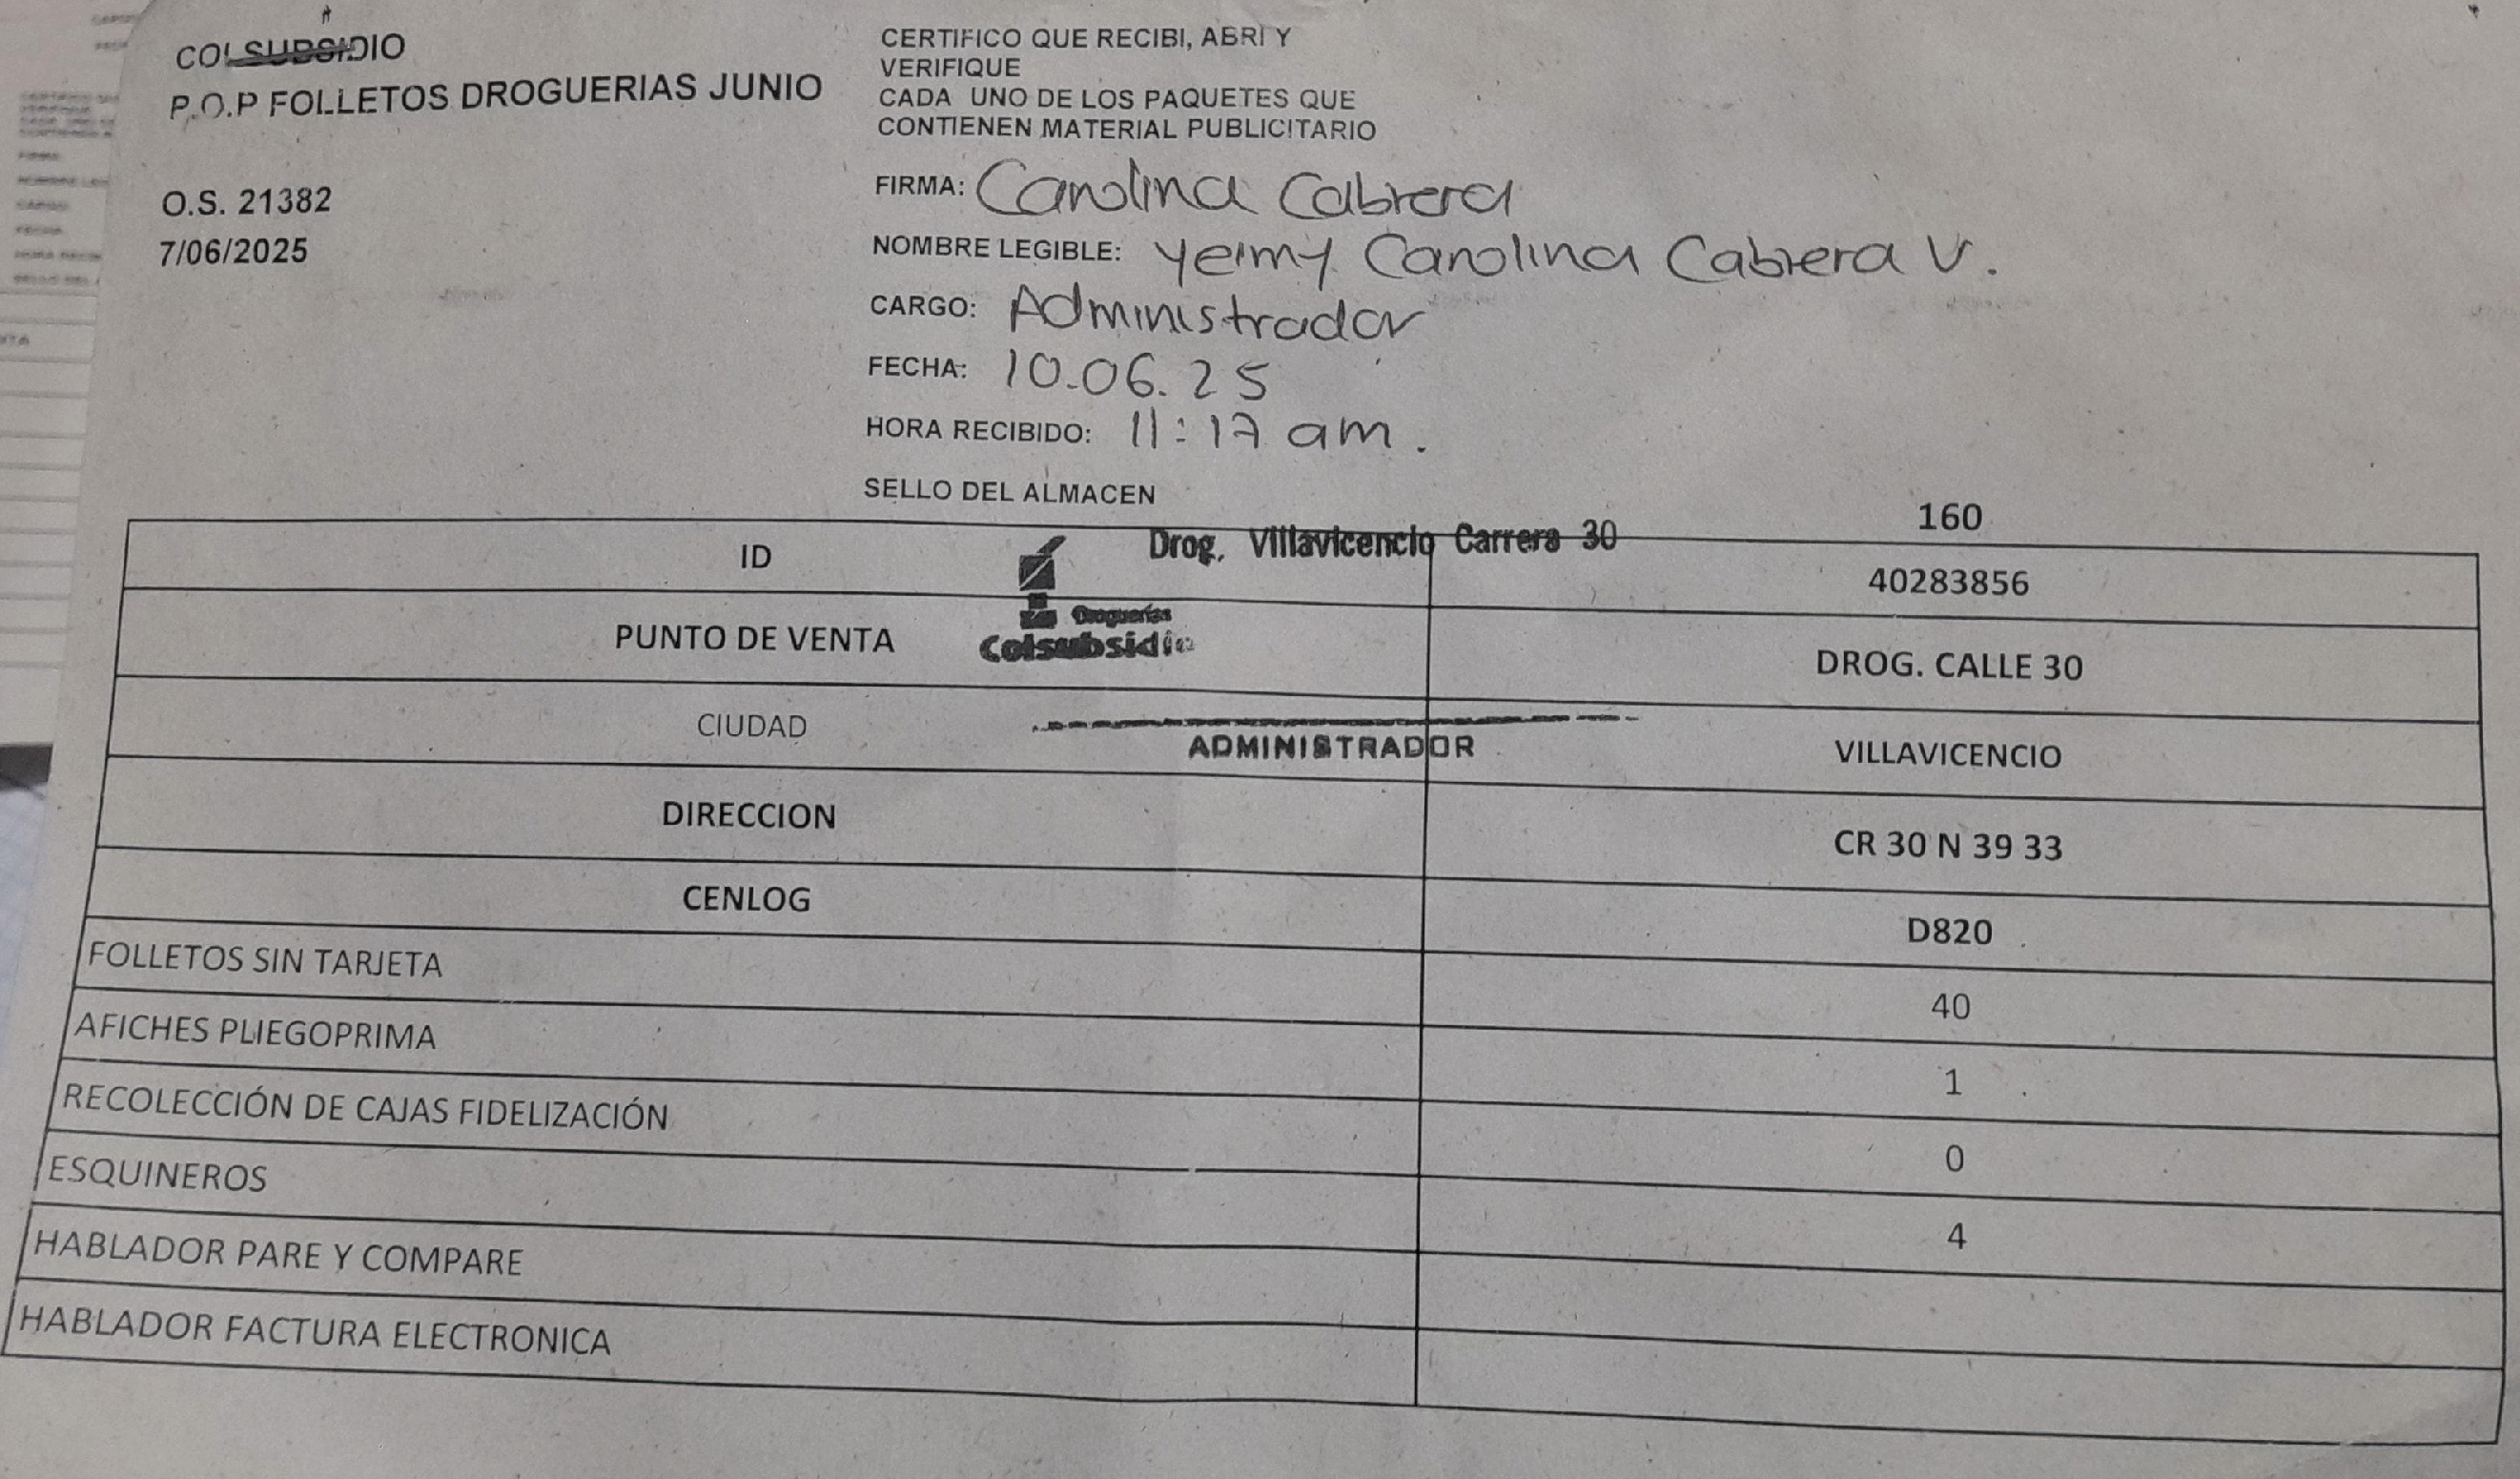 COLSUBSIDIO
P.O.P FOLLETOS DROGUERIAS JUNIO
O.S. 21382
7/06/2025
CERTIFICO QUE RECIBI, ABRI Y
VERIFIQUE
CADA UNO DE LOS PAQUETES QUE
CONTIENEN MATERIAL PUBLICITARIO
FIRMA: Carolina Cabrera
NOMBRE LEGIBLE: Yeimy Carolina Cabrera V.
CARGO: Administrador
FECHA: 10.06.25
HORA RECIBIDO: 11:17 am.
SELLO DEL ALMACEN
160
Drog. Villavicencio Carrera 30
ID 40283856
Droguerías
Colsubsidio
PUNTO DE VENTA DROG. CALLE 30
CIUDAD VILLAVICENCIO
ADMINISTRADOR
DIRECCION CR 30 N 39 33
CENLOG D820
FOLLETOS SIN TARJETA 40
AFICHES PLIEGOPRIMA 1
RECOLECCIÓN DE CAJAS FIDELIZACIÓN 0
ESQUINEROS 4
HABLADOR PARE Y COMPARE
HABLADOR FACTURA ELECTRONICA